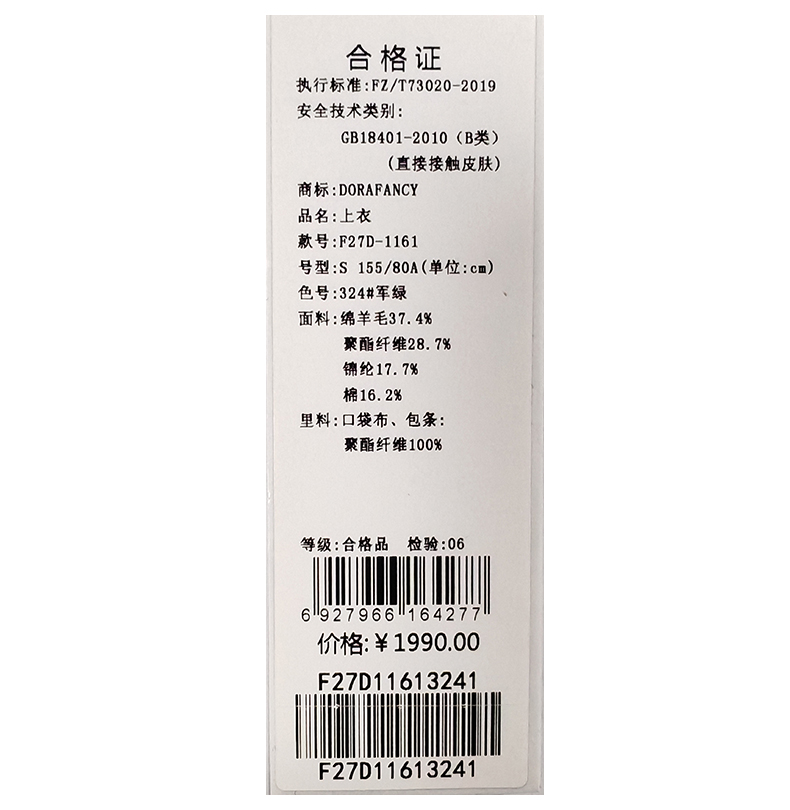 合格证
执行标准:FZ/T73020-2019
安全技术类别:
GB18401-2010（B类）
(直接接触皮肤)
商标:DORAFANCY
品名:上衣
款号:F27D-1161
号型:S 155/80A(单位:cm)
色号:324#军绿
面料:绵羊毛37.4%
聚酯纤维28.7%
锦纶17.7%
棉16.2%
里料:口袋布、包条:
聚酯纤维100%
等级:合格品 检验:06
6 927966 164277
价格:￥1990.00
F27D11613241
F27D11613241